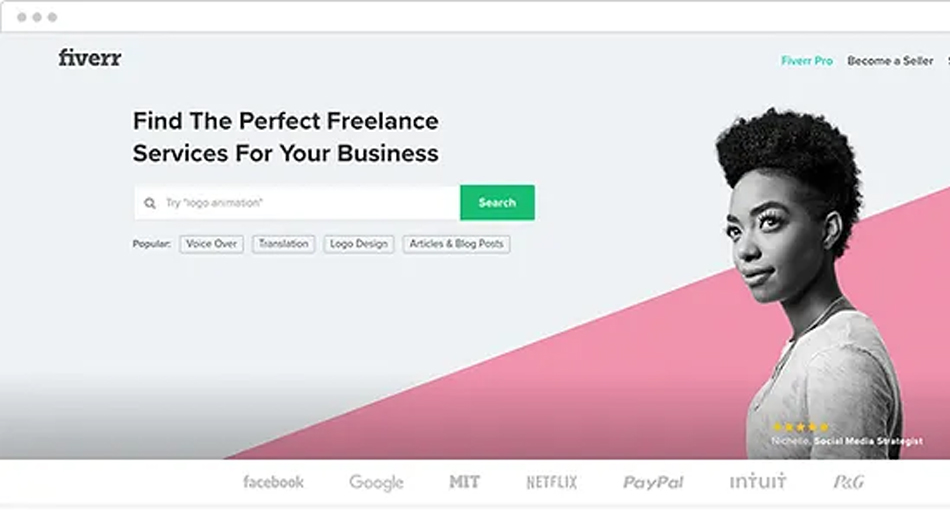 fiverr
Fiverr Pro Become a Seller
Find The Perfect Freelance
Services For Your Business
Try "logo animation"
Search
Popular: Voice Over Translation Logo Design Articles & Blog Posts
Nichelle, Social Media Strategist
facebook Google MIT NETFLIX PayPal intuit P&G